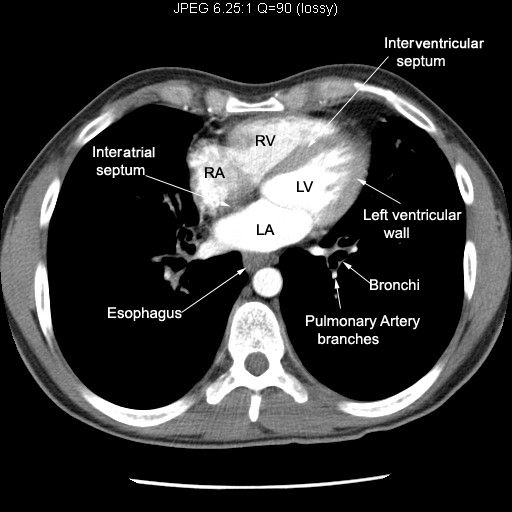 JPEG 6.25:1 Q=90 (lossy)
Interventricular
septum
RV
Interatrial
septum
RA
LV
Left ventricular
wall
LA
Bronchi
Esophagus
Pulmonary Artery
branches